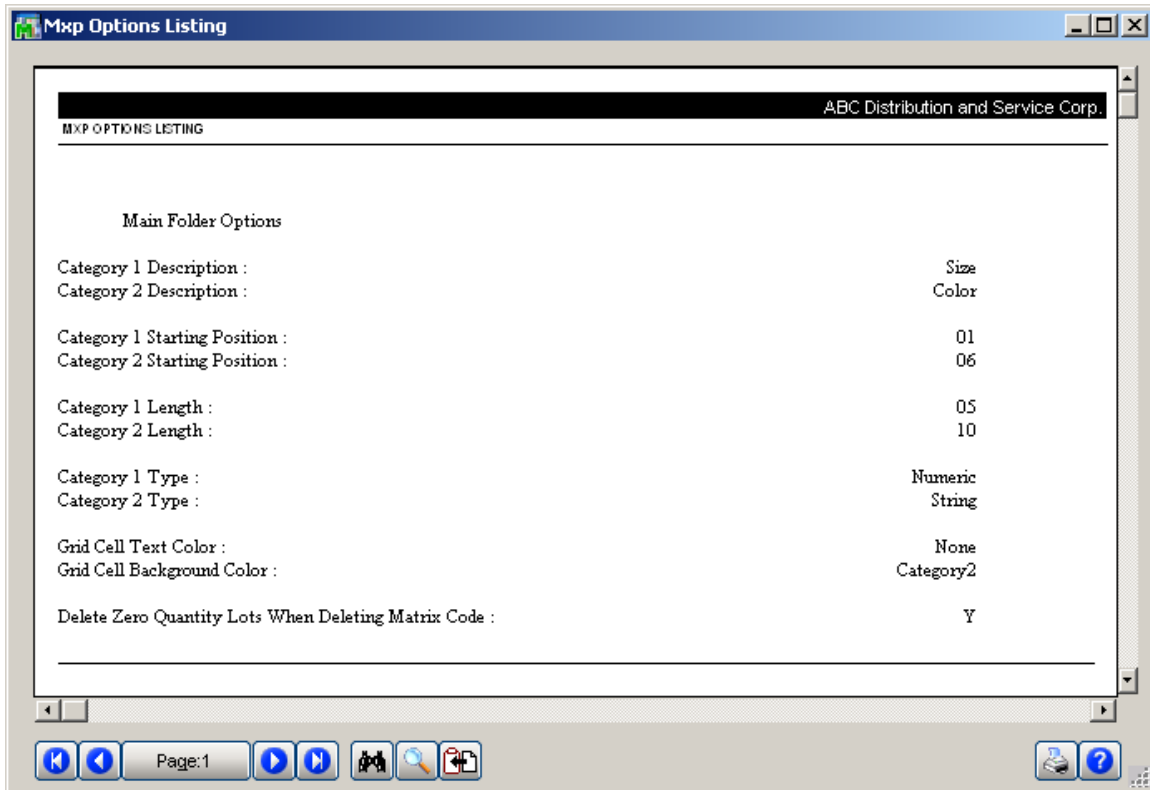 Mxp Options Listing
ABC Distribution and Service Corp.
MXP OPTIONS LISTING
Main Folder Options
Category 1 Description : Size
Category 2 Description : Color
Category 1 Starting Position : 01
Category 2 Starting Position : 06
Category 1 Length : 05
Category 2 Length : 10
Category 1 Type : Numeric
Category 2 Type : String
Grid Cell Text Color : None
Grid Cell Background Color : Category2
Delete Zero Quantity Lots When Deleting Matrix Code : Y
Page:1